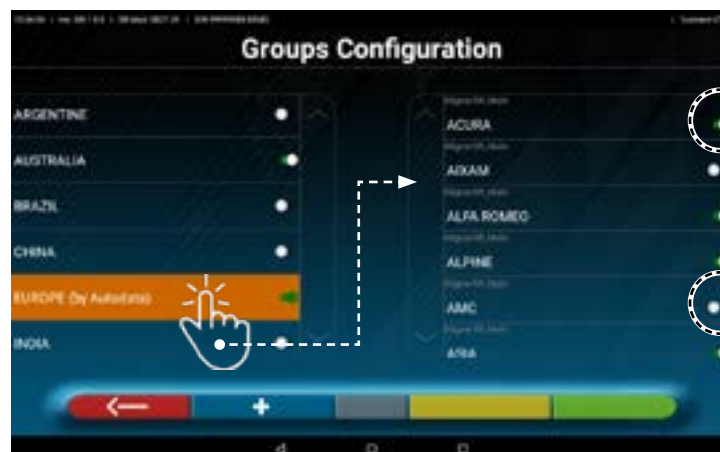 Groups Configuration
ARGENTINE
AUSTRALIA
BRAZIL
CHINA
EUROPE (by Autodata)
INDIA
ACURA
AIXAM
ALFA ROMEO
ALPINE
AMC
ARIA